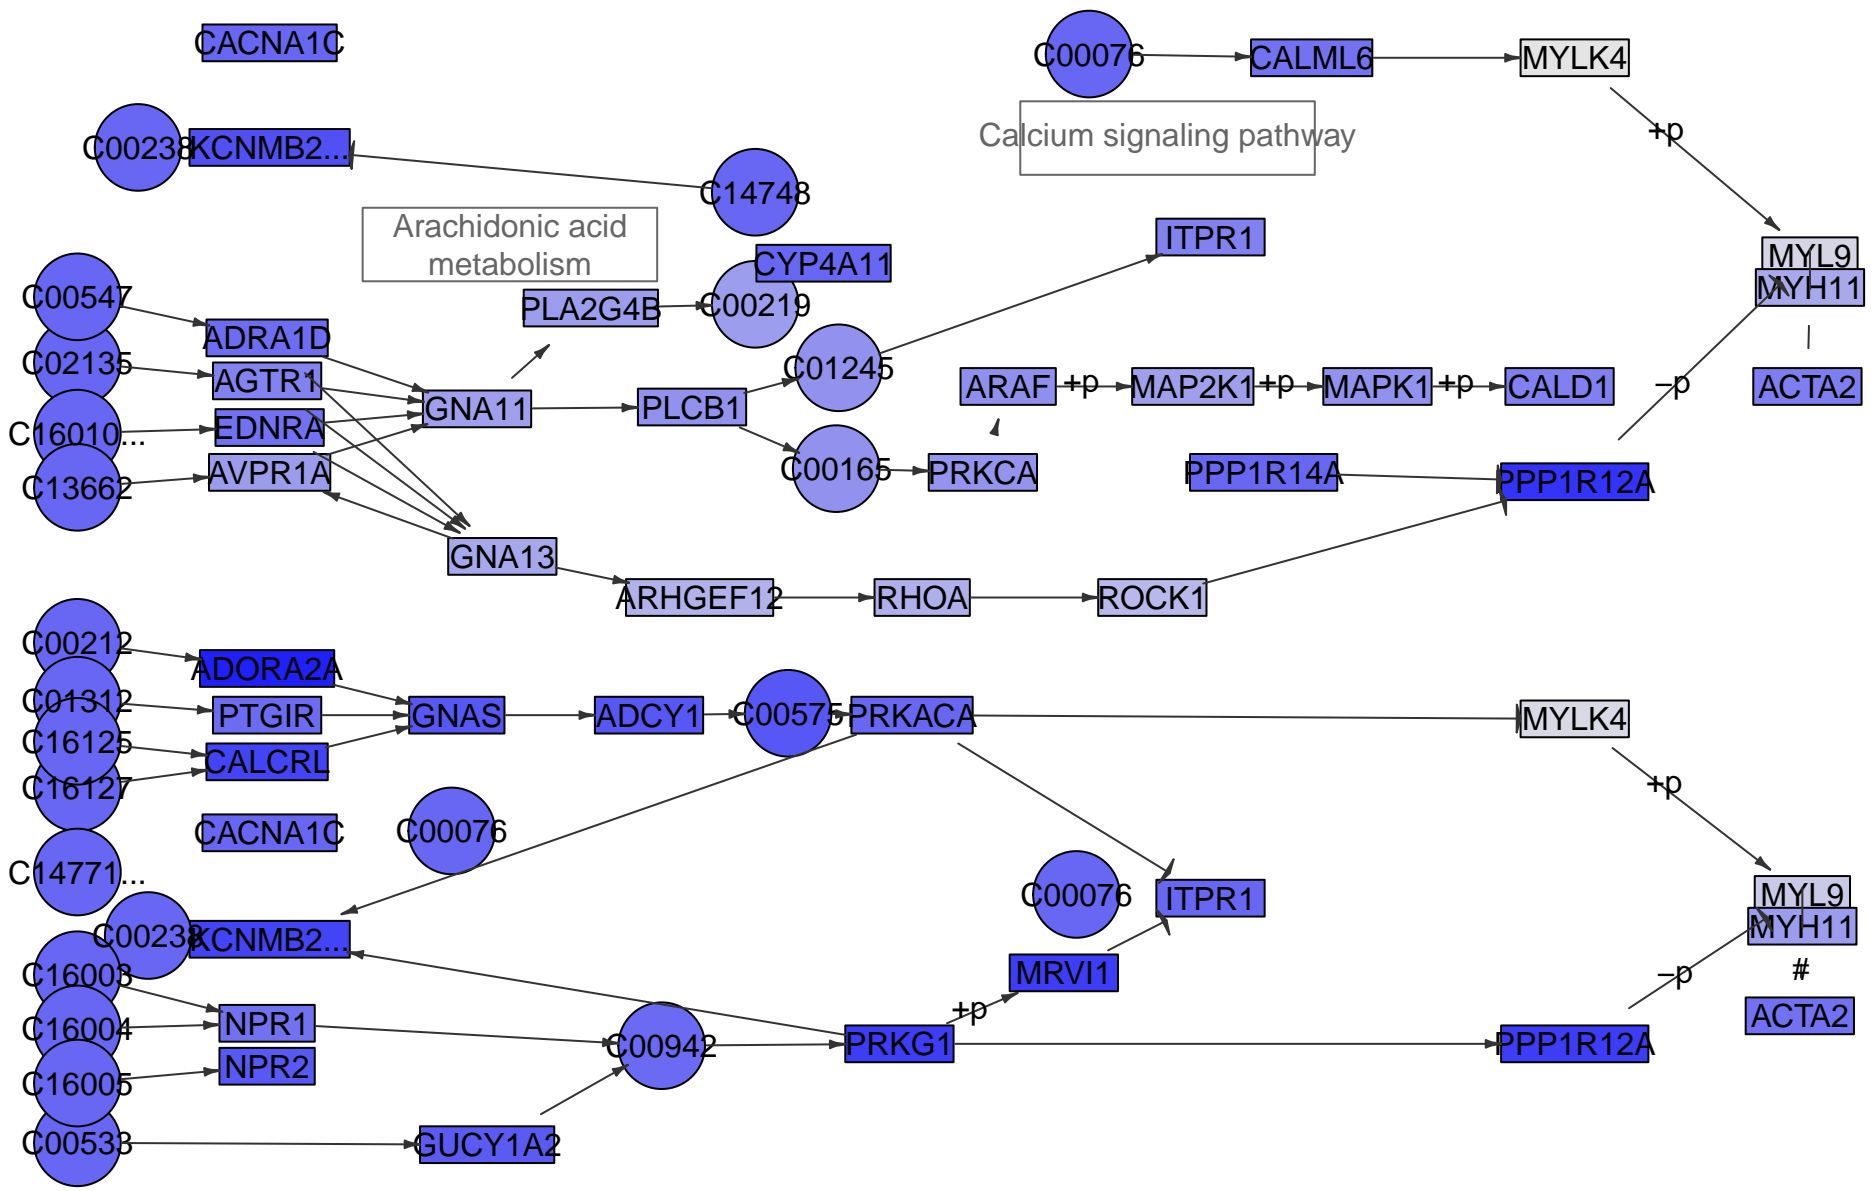 CACNA1C
C00076
CALML6
MYLK4
+p
C00238
KCNMB2...
Calcium signaling pathway
C14748
Arachidonic acid
metabolism
ITPR1
CYP4A11
MYL9
MYH11
C00547
PLA2G4B
C00219
ADRA1D
C02135
AGTR1
C01245
ARAF
+p
MAP2K1
+p
MAPK1
+p
CALD1
–p
ACTA2
GNA11
PLCB1
C16010...
EDNRA
C13662
AVPR1A
C00165
PRKCA
PPP1R14A
PPP1R12A
GNA13
ARHGEF12
RHOA
ROCK1
C00212
ADORA2A
C01312
PTGIR
GNAS
ADCY1
C00575
PRKACA
MYLK4
C16125
CALCRL
C16127
+p
CACNA1C
C00076
C14771...
C00076
ITPR1
MYL9
MYH11
C00238
KCNMB2...
C16003
MRVI1
–p
#
+p
C16004
NPR1
ACTA2
C00942
PRKG1
PPP1R12A
C16005
NPR2
C00533
GUCY1A2